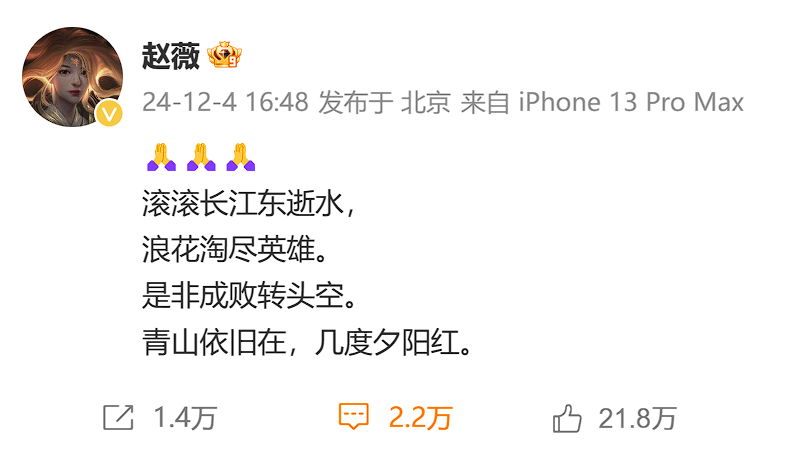 赵薇
24-12-4 16:48 发布于 北京 来自 iPhone 13 Pro Max
🙏🙏🙏
滚滚长江东逝水，
浪花淘尽英雄。
是非成败转头空。
青山依旧在，几度夕阳红。
1.4万 2.2万 21.8万